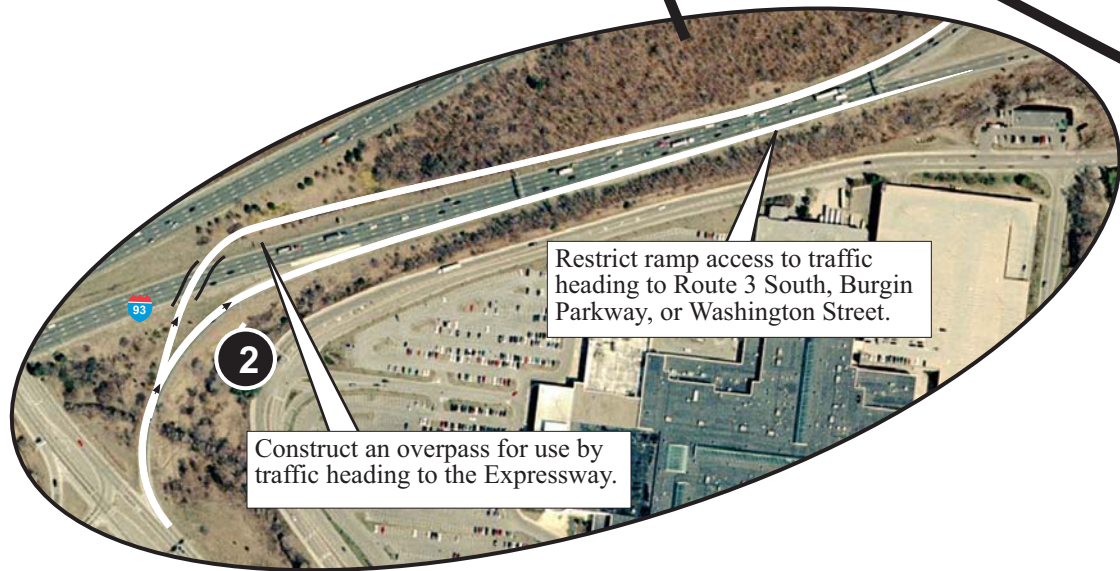 Restrict ramp access to traffic
heading to Route 3 South, Burgin
Parkway, or Washington Street.
93
2
Construct an overpass for use by
traffic heading to the Expressway.